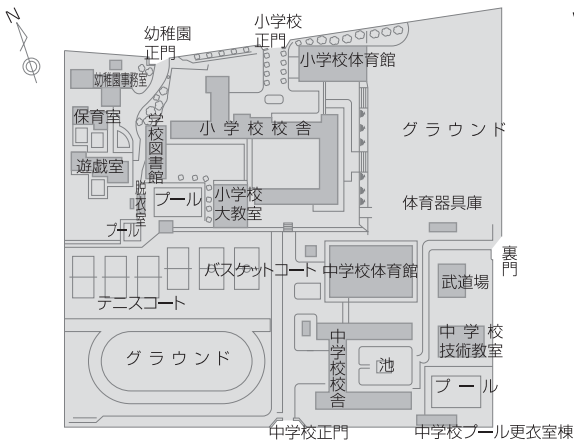 N
幼稚園
正門
小学校
正門
幼稚園事務室
小学校体育館
保育室
学校図書館
小学校校舎
グラウンド
遊戯室
脱衣室
プール
小学校
大教室
体育器具庫
プール
裏門
バスケットコート
中学校体育館
武道場
テニスコート
グラウンド
中学校校舎
池
中学校
技術教室
プール
中学校正門
中学校プール更衣室棟